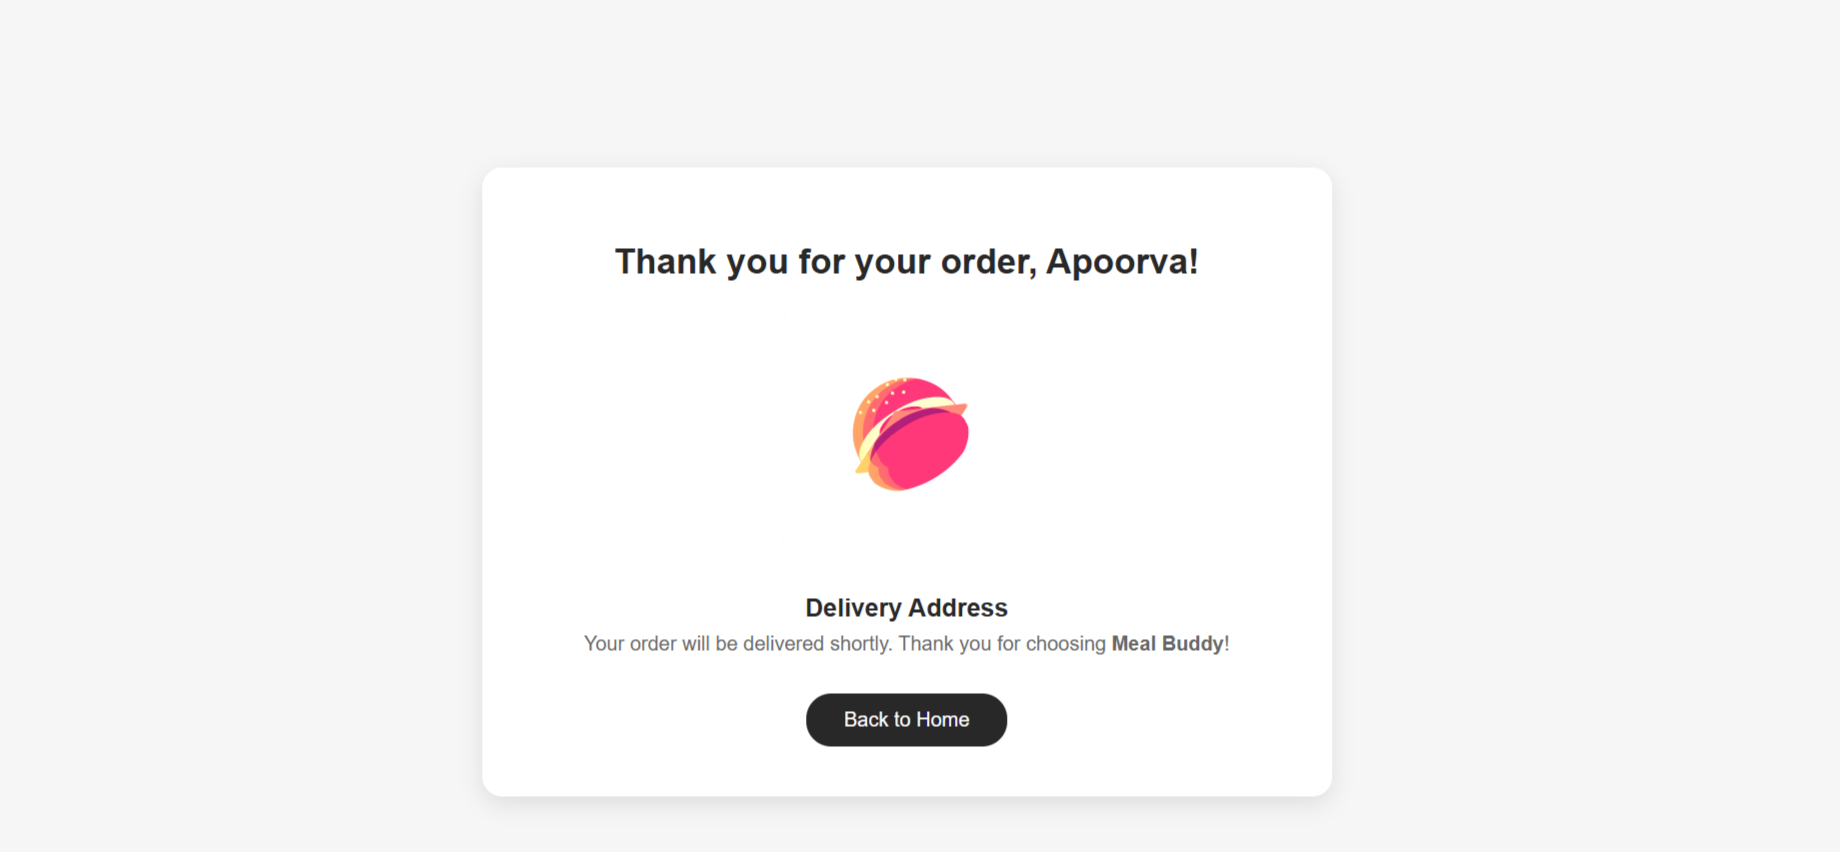 Thank you for your order, Apoorva!
Delivery Address
Your order will be delivered shortly. Thank you for choosing Meal Buddy!
Back to Home